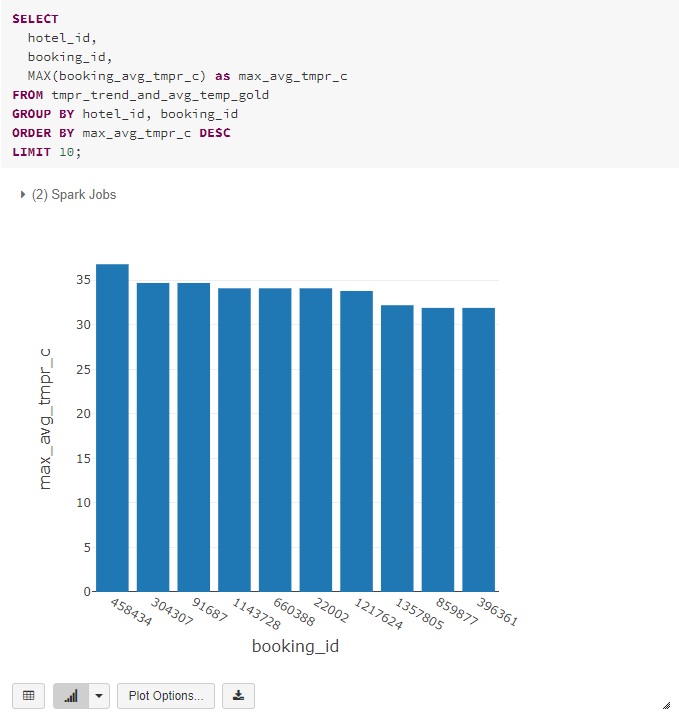 SELECT
hotel_id,
booking_id,
MAX(booking_avg_tmpr_c) as max_avg_tmpr_c
FROM tmpr_trend_and_avg_temp_gold
GROUP BY hotel_id, booking_id
ORDER BY max_avg_tmpr_c DESC
LIMIT 10;
(2) Spark Jobs
max_avg_tmpr_c
35
30
25
20
15
10
5
0
458434
304307
91687
1143728
660388
22002
1217624
1357805
859877
396361
booking_id
Plot Options...